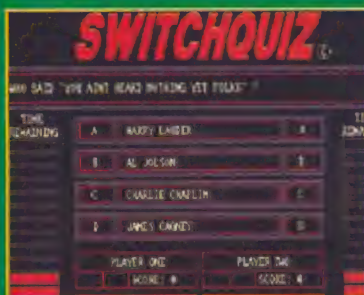 SWITCHQUIZ
WHO SAID "YOU AINT HEARD NOTHING YET FOLKS" ?
TIME
REMAINING
A HARRY LAUDER A
B AL JOLSON B
C CHARLIE CHAPLIN C
D JAMES CAGNEY D
PLAYER ONE PLAYER TWO
SCORE: 0 SCORE: 0